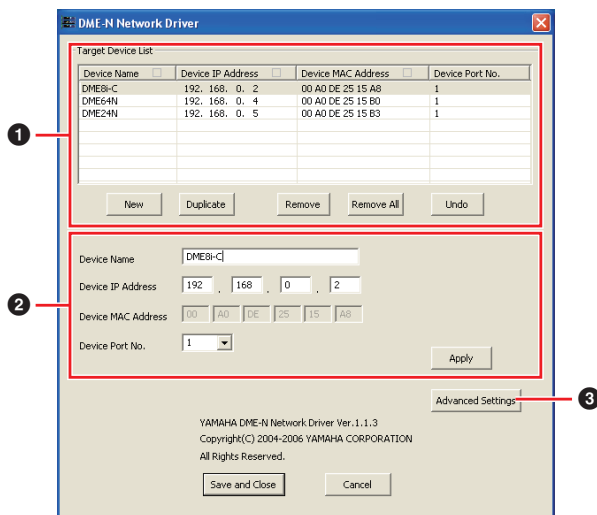 DME-N Network Driver
Target Device List
Device Name Device IP Address Device MAC Address Device Port No.
DME8i-C 192. 168. 0. 2 00 A0 DE 25 15 A8 1
DME64N 192. 168. 0. 4 00 A0 DE 25 15 B0 1
DME24N 192. 168. 0. 5 00 A0 DE 25 15 B3 1
1
New Duplicate Remove Remove All Undo
Device Name DME8i-C
Device IP Address 192 . 168 . 0 . 2
2
Device MAC Address 00 A0 DE 25 15 A8
Device Port No. 1
Apply
Advanced Settings 3
YAMAHA DME-N Network Driver Ver.1.1.3
Copyright(C) 2004-2006 YAMAHA CORPORATION
All Rights Reserved.
Save and Close Cancel